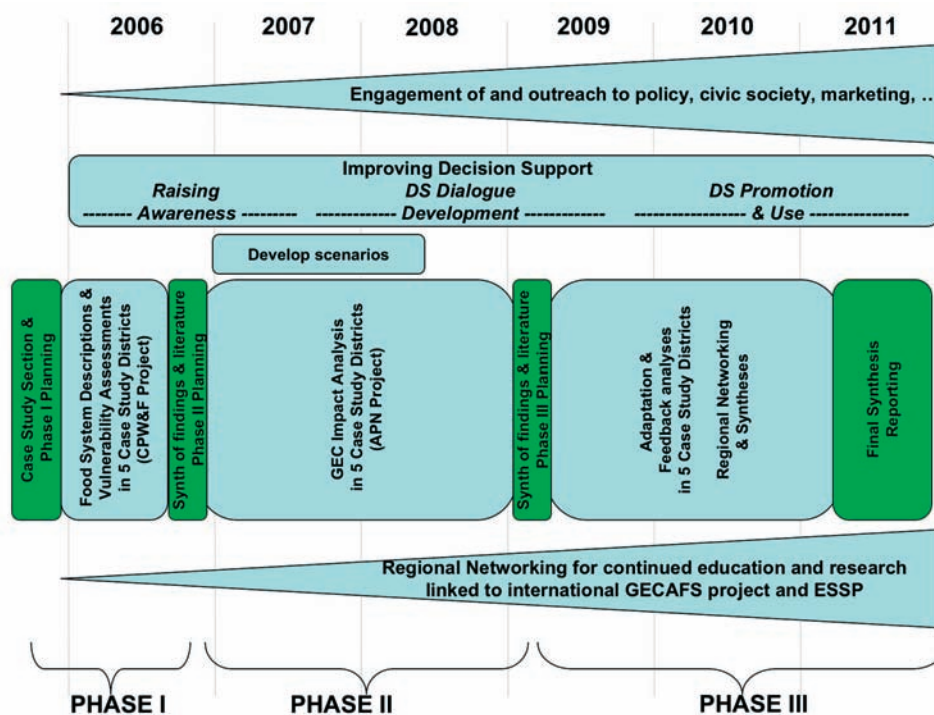 2006 2007 2008 2009 2010 2011
Engagement of and outreach to policy, civic society, marketing, …
Improving Decision Support
Raising DS Dialogue DS Promotion
-------- Awareness -------- ------------ Development ------------ ----------------- & Use ----------------
Develop scenarios
Case Study Section &
Phase I Planning
Food System Descriptions &
Vulnerability Assessments
in 5 Case Study Districts
(CPW&F Project)
Synth of findings & literature
Phase II Planning
GEC Impact Analysis
in 5 Case Study Districts
(APN Project)
Synth of findings & literature
Phase III Planning
Adaptation &
Feedback analyses
in 5 Case Study Districts
Regional Networking
& Syntheses
Final Synthesis
Reporting
Regional Networking for continued education and research
linked to international GECAFS project and ESSP
PHASE I PHASE II PHASE III